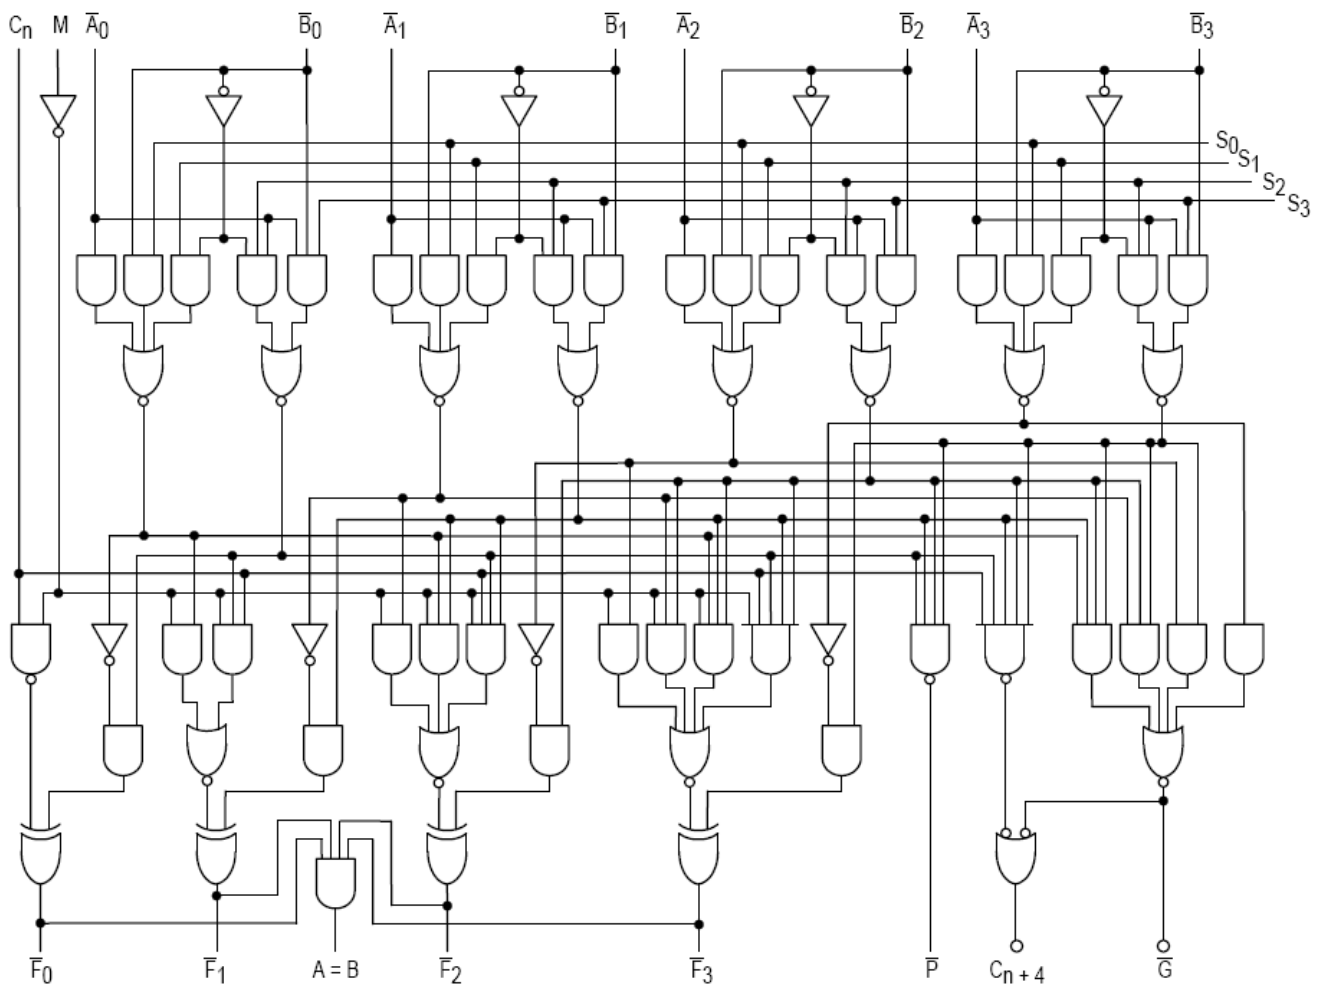 Cn M A̅0 B̅0 A̅1 B̅1 A̅2 B̅2 A̅3 B̅3
S0
S1
S2
S3
F̅0 F̅1 A = B F̅2 F̅3 P̅ Cn + 4 G̅